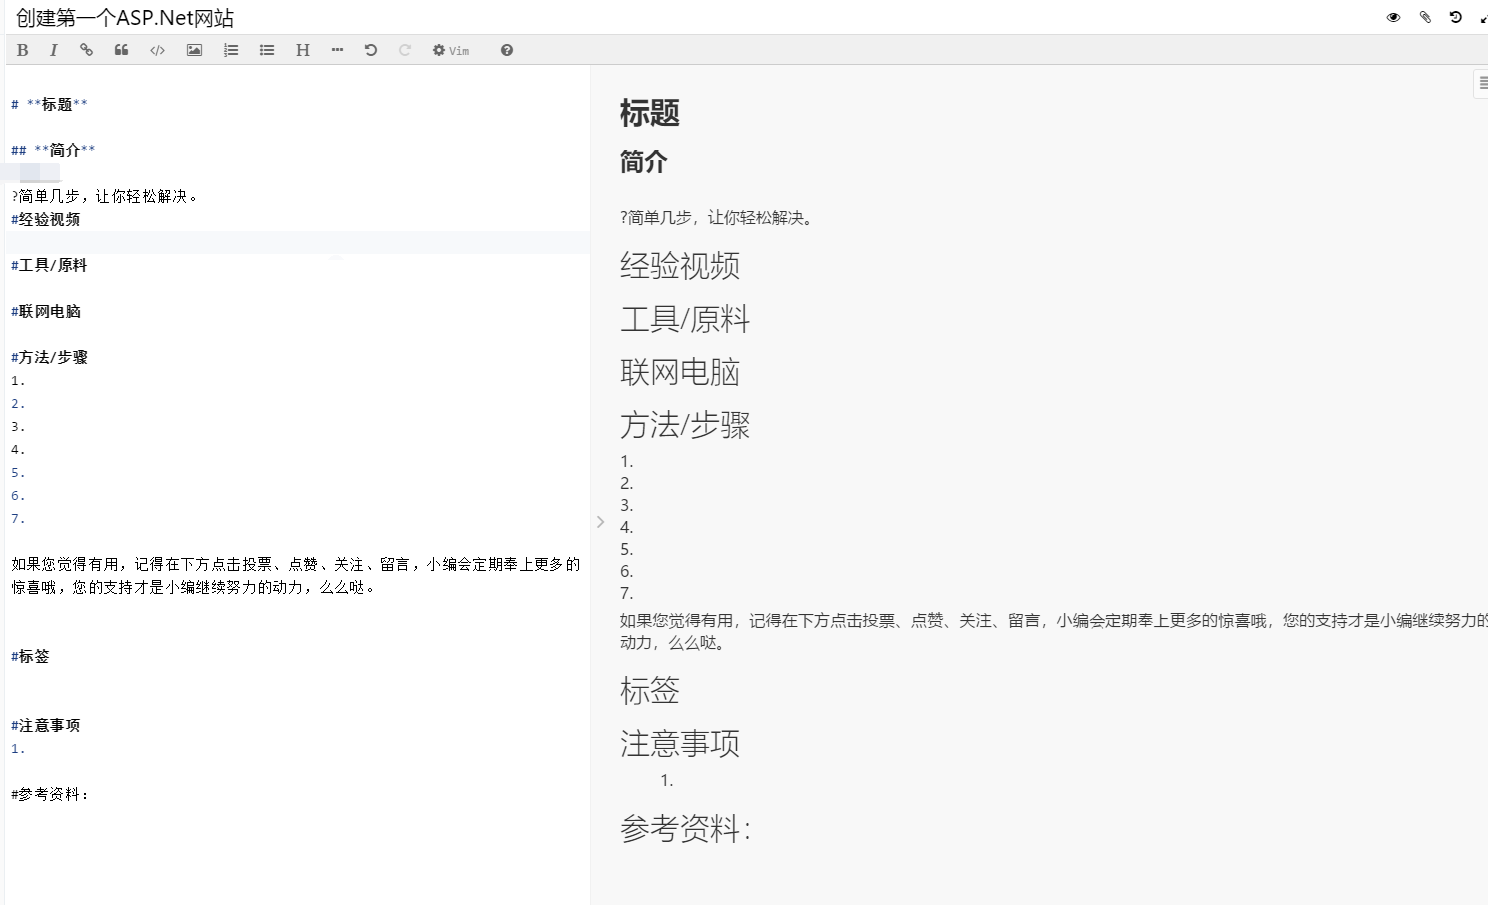 创建第一个ASP.Net网站
B I H Vim
# **标题**
## **简介**
?简单几步，让你轻松解决。
#经验视频
#工具/原料
#联网电脑
#方法/步骤
1.
2.
3.
4.
5.
6.
7.
如果您觉得有用，记得在下方点击投票、点赞、关注、留言，小编会定期奉上更多的
惊喜哦，您的支持才是小编继续努力的动力，么么哒。
#标签
#注意事项
1.
#参考资料：
标题
简介
?简单几步，让你轻松解决。
经验视频
工具/原料
联网电脑
方法/步骤
1.
2.
3.
4.
5.
6.
7.
如果您觉得有用，记得在下方点击投票、点赞、关注、留言，小编会定期奉上更多的惊喜哦，您的支持才是小编继续努力的
动力，么么哒。
标签
注意事项
1.
参考资料：